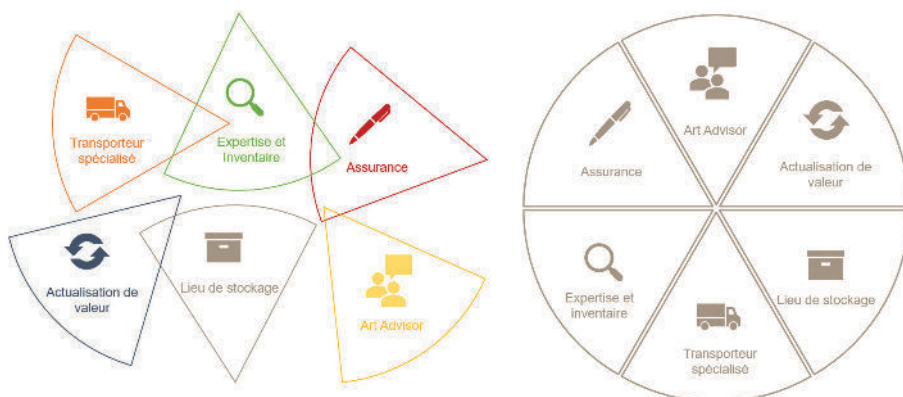 Transporteur
spécialisé
Expertise et
Inventaire
Assurance
Actualisation de
valeur
Lieu de stockage
Art Advisor
Art Advisor
Assurance
Actualisation de
valeur
Expertise et
inventaire
Lieu de stockage
Transporteur
spécialisé